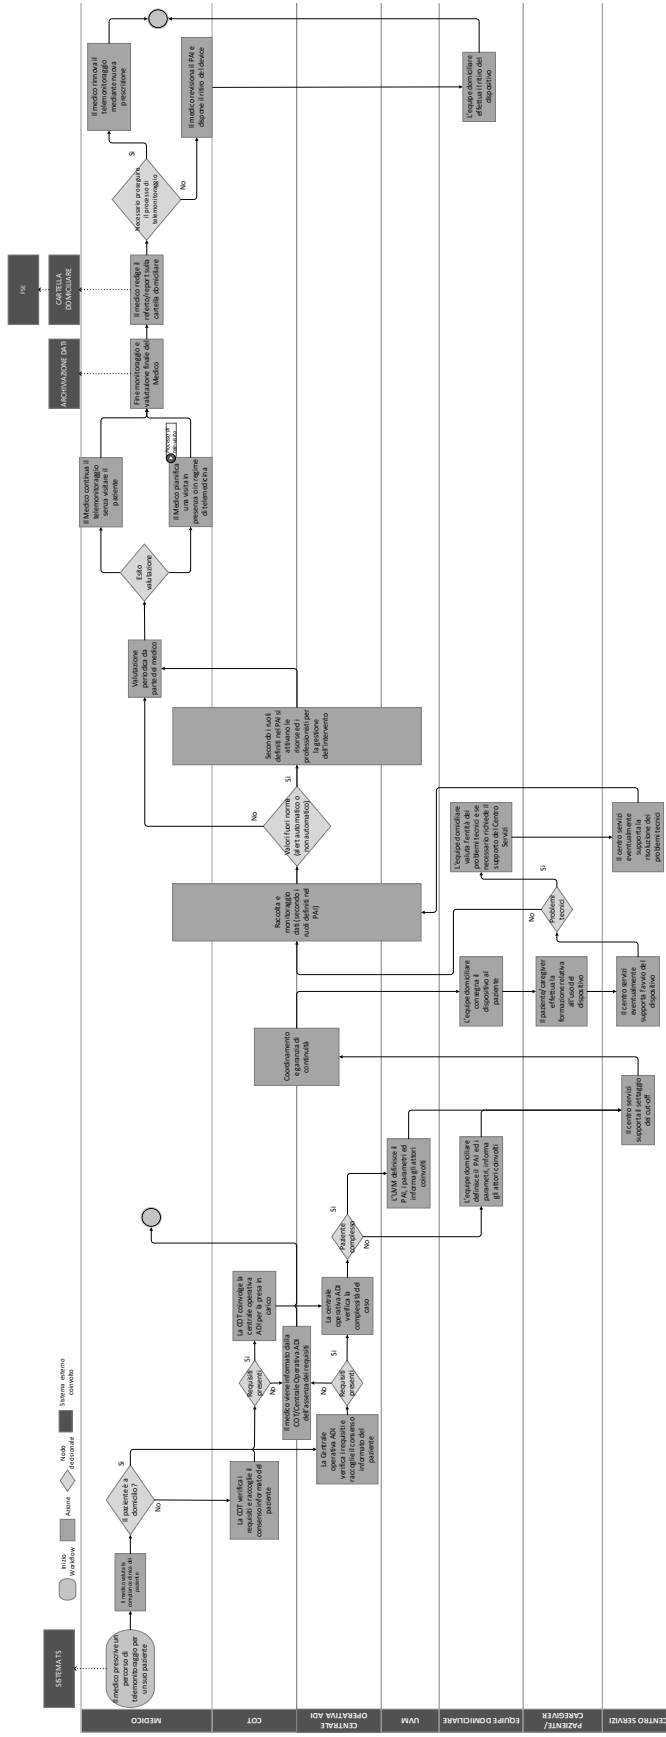 SISTEMA TS
Inizio
Workflow
Azione
Nodo
decisionale
Sistema esterno
coinvolto
MEDICO
COT
CENTRALE
OPERATIVA ADI
UVM
EQUIPE DOMICILIARE
PAZIENTE/
CAREGIVER
CENTRO SERVIZI
Il medico prescrive un
percorso di
telemonitoraggio per
un suo paziente
Il medico valuta la
compliance clinica del
paziente
Il paziente è a
domicilio?
Si
No
La COT verifica i
requisiti e raccoglie il
consenso informato del
paziente
La Centrale
operativa ADI
verifica i requisiti e
raccoglie il consenso
informato del
paziente
Requisiti
presenti
Si
No
Requisiti
presenti
Si
No
Il medico viene informato dalla
COT/Centrale Operativa ADI
dell'assenza dei requisiti
La COT coinvolge la
centrale operativa
ADI per la presa in
carico
La centrale
operativa ADI
verifica la
complessità del
caso
Paziente
complesso
Si
No
L'UVM definisce il
PAI, i parametri ed
informa gli attori
coinvolti
L'equipe domiciliare
definisce il PAI ed i
parametri, informa
gli attori coinvolti
Il centro servizi
supporta il settaggio
dei cut-off
Coordinamento
e garanzia di
continuità
L'equipe domiciliare
consegna il
dispositivo al
paziente
Il paziente/caregiver
effettua la
formazione relativa
all'uso del
dispositivo
Il centro servizi
eventualmente
supporta l'avvio del
dispositivo
Problemi
tecnici
No
Si
L'equipe domiciliare
valuta l'entità dei
problemi tecnici e se
necessario richiede il
supporto del Centro
Servizi
Il centro servizi
eventualmente
supporta la
risoluzione dei
problemi tecnici
Raccolta e
monitoraggio
dati (secondo i
ruoli definiti nel
PAI)
Valori fuori norma
(alert automatico o
non automatico)
No
Si
Secondo i ruoli
definiti nel PAI si
attivano le
risorse ed i
professionisti per
la gestione
dell'intervento
Valutazione
periodica da
parte del medico
Esito
valutazione
Il Medico continua il
telemonitoraggio
senza visitare il
paziente
Il Medico pianifica
una visita in
presenza o in regime
di telemedicina
Fine monitoraggio e
valutazione finale del
Medico
ARCHIVIAZIONE DATI
Il medico redige il
referto/report sulla
cartella domiciliare
CARTELLA
DOMICILIARE
FSE
Necessario proseguire
il processo di
telemonitoraggio
Si
No
Il medico rinnova il
telemonitoraggio
mediante nuova
prescrizione
Il medico revisiona il PAI e
dispone il ritiro del device
L'equipe domiciliare
effettua il ritiro del
dispositivo